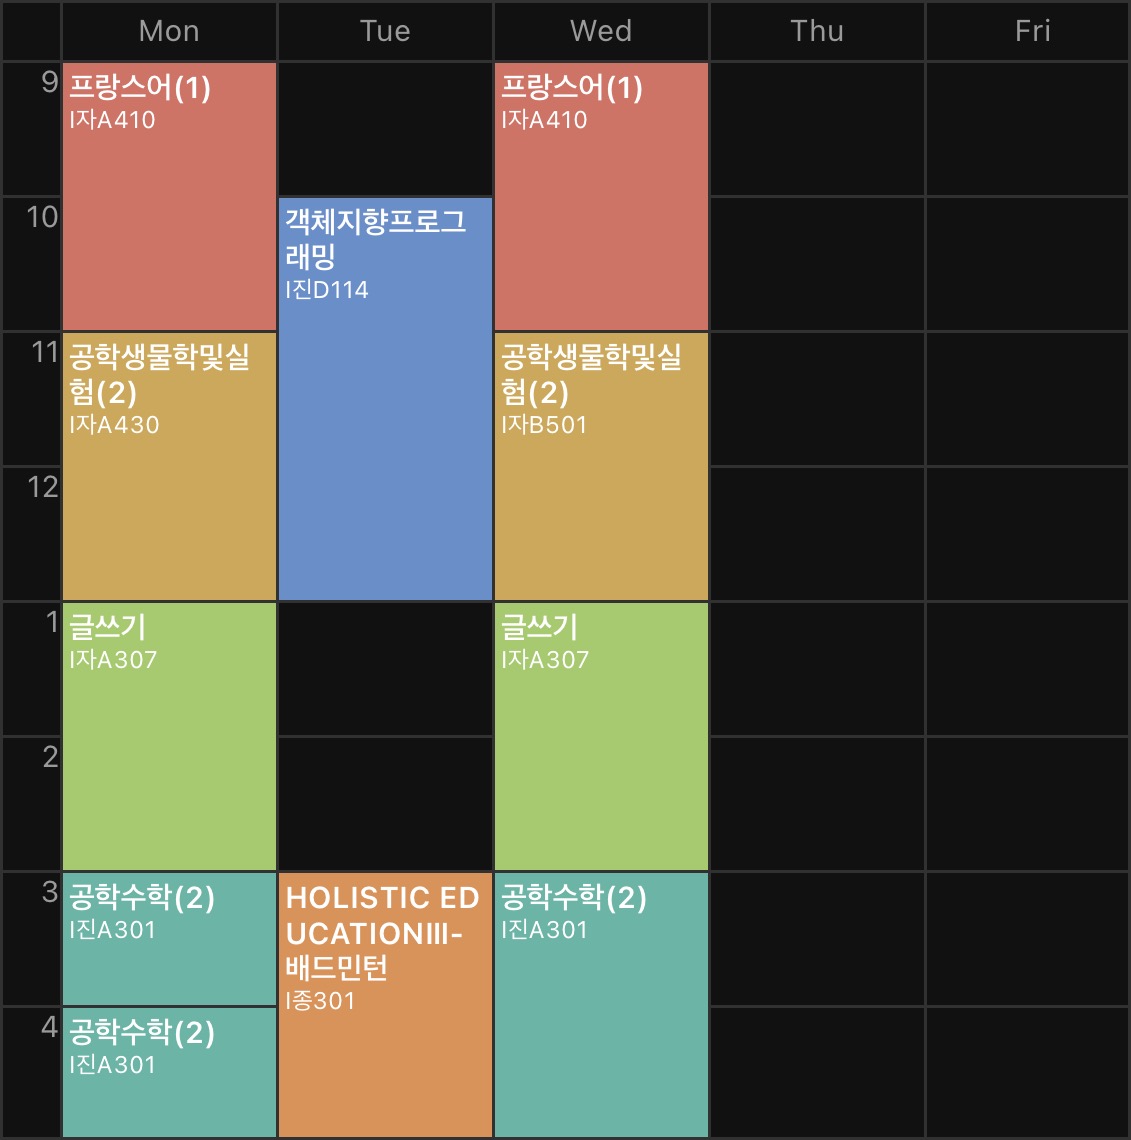 Mon Tue Wed Thu Fri
9
프랑스어(1)
I자A410
프랑스어(1)
I자A410
10
객체지향프로그
래밍
I진D114
11
공학생물학및실
험(2)
I자A430
공학생물학및실
험(2)
I자B501
12
1
글쓰기
I자A307
글쓰기
I자A307
2
3
공학수학(2)
I진A301
HOLISTIC ED
UCATIONⅢ-
배드민턴
I종301
공학수학(2)
I진A301
4
공학수학(2)
I진A301